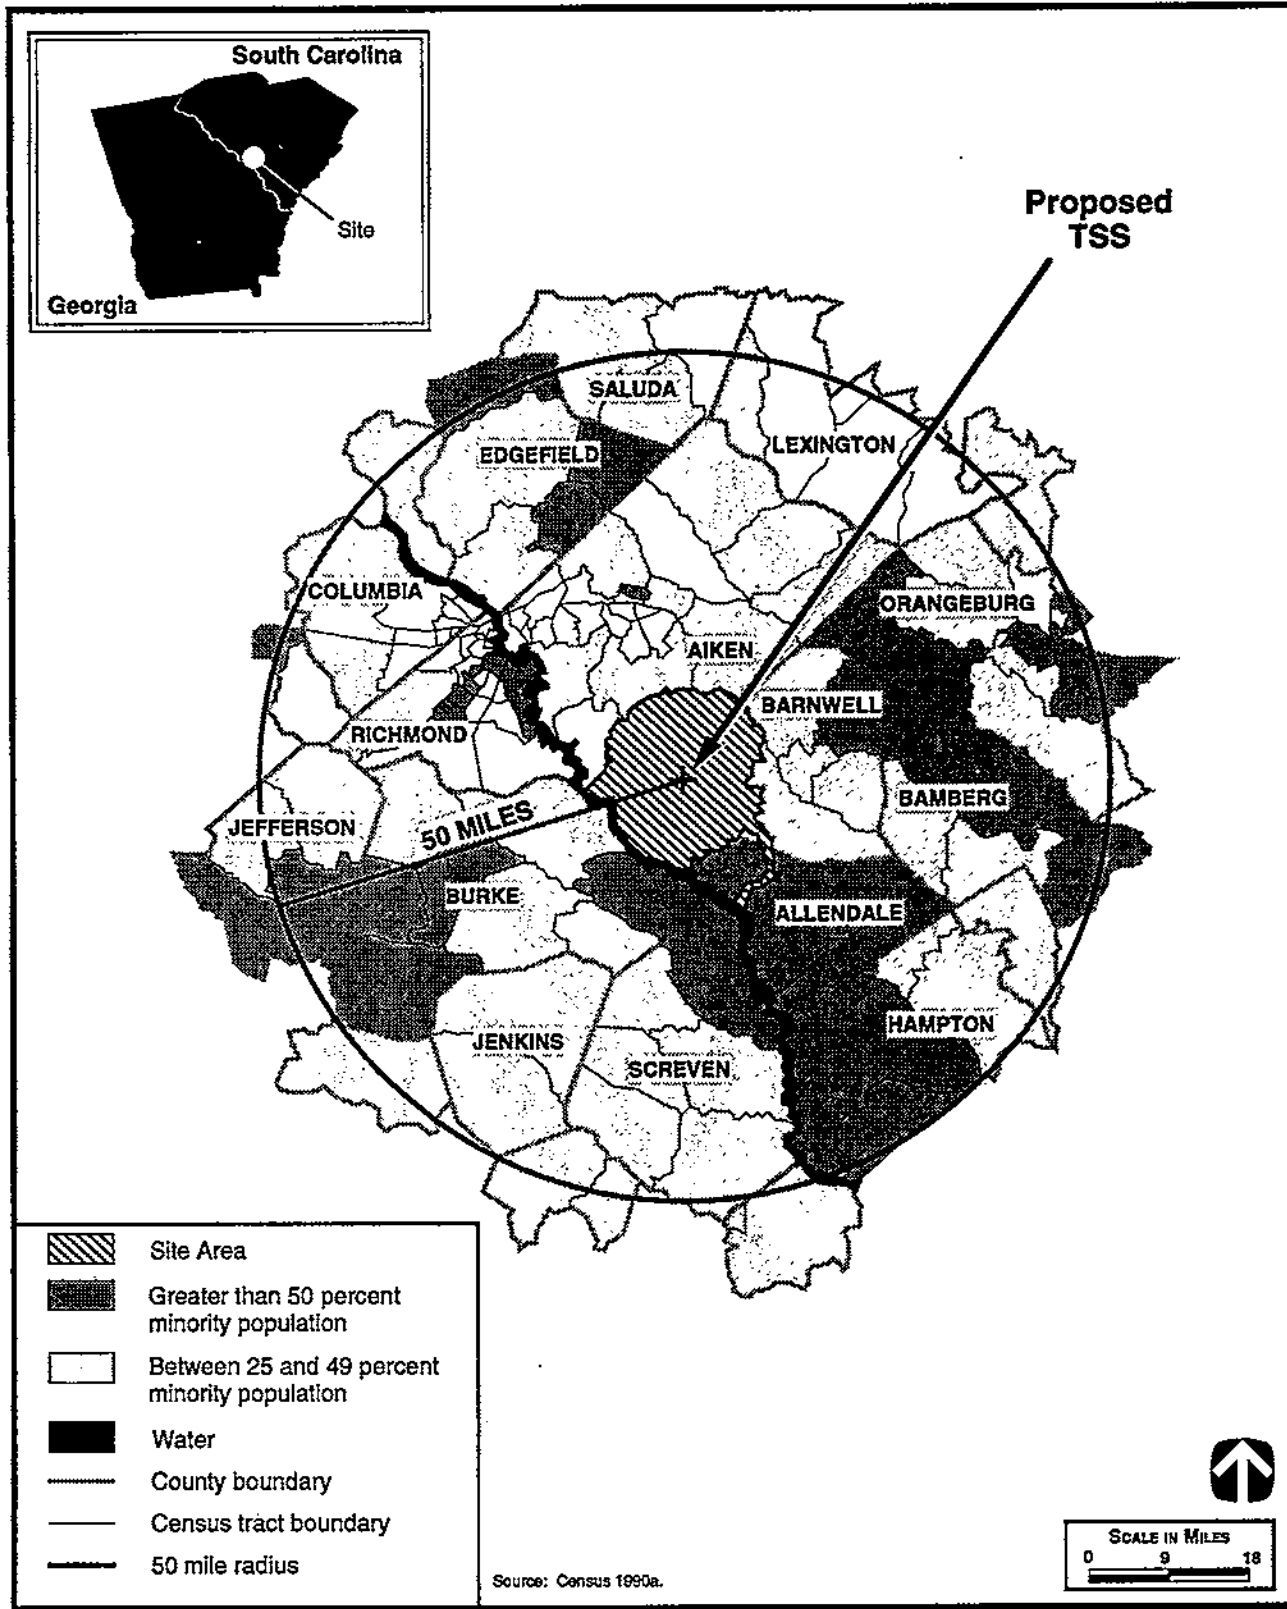 South Carolina
Site
Georgia
Proposed
TSS
SALUDA
LEXINGTON
EDGEFIELD
COLUMBIA
ORANGEBURG
AIKEN
BARNWELL
RICHMOND
BAMBERG
50 MILES
JEFFERSON
BURKE
ALLENDALE
HAMPTON
JENKINS
SCREVEN
Site Area
Greater than 50 percent
minority population
Between 25 and 49 percent
minority population
Water
County boundary
Census tract boundary
50 mile radius
Source: Census 1990a.
SCALE IN MILES
0 9 18